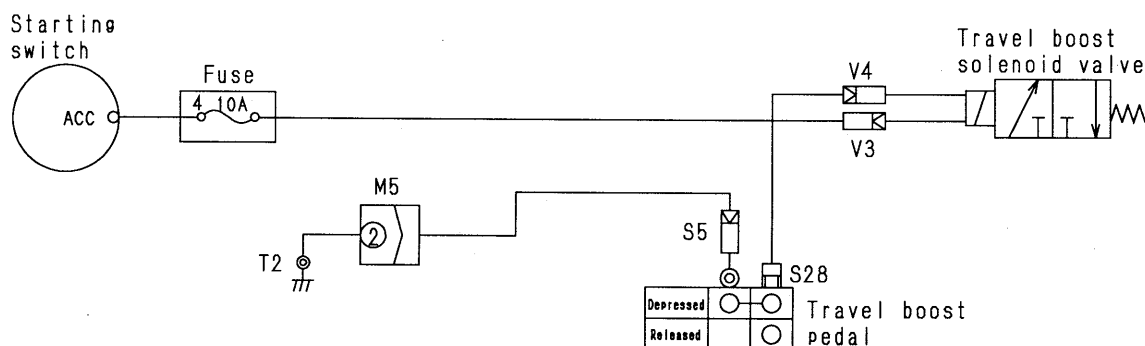 Starting
switch
ACC
Fuse
4 10A
V4
V3
Travel boost
solenoid valve
M5
2
T2
S5
S28
Depressed
Released
Travel boost
pedal